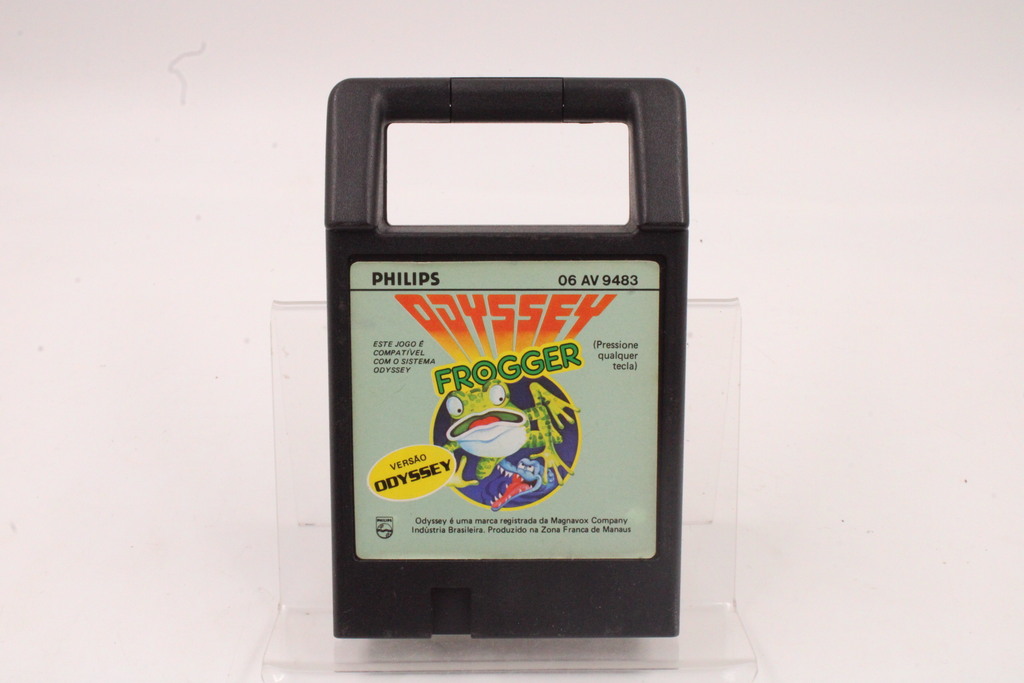 PHILIPS 06 AV 9483
ODYSSEY
ESTE JOGO É
COMPATÍVEL
COM O SISTEMA
ODYSSEY
(Pressione
qualquer
tecla)
FROGGER
VERSÃO
ODYSSEY
PHILIPS
Odyssey é uma marca registrada da Magnavox Company
Indústria Brasileira. Produzido na Zona Franca de Manaus